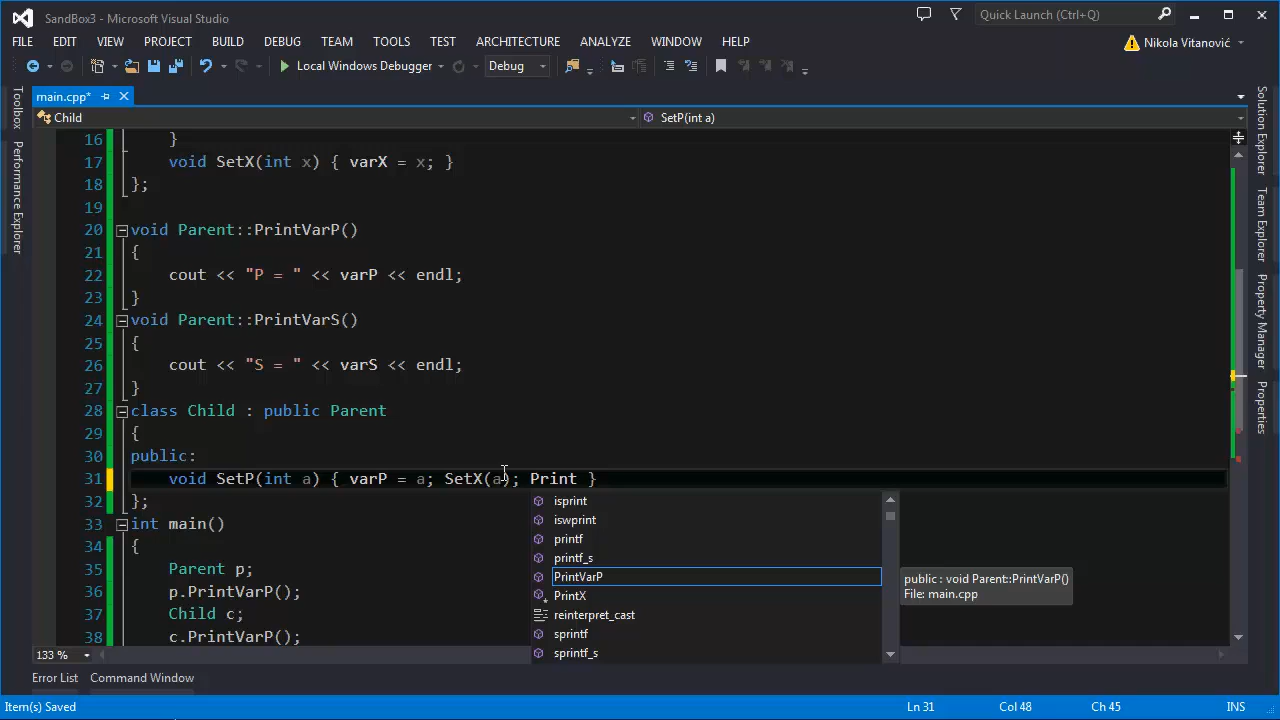 SandBox3 - Microsoft Visual Studio
Quick Launch (Ctrl+Q)
FILE EDIT VIEW PROJECT BUILD DEBUG TEAM TOOLS TEST ARCHITECTURE ANALYZE WINDOW HELP
Nikola Vitanović
Local Windows Debugger
Debug
main.cpp*
Child
SetP(int a)
Toolbox
Performance Explorer
16 }
17 void SetX(int x) { varX = x; }
18 };
19
20 void Parent::PrintVarP()
21 {
22 cout << "P = " << varP << endl;
23 }
24 void Parent::PrintVarS()
25 {
26 cout << "S = " << varS << endl;
27 }
28 class Child : public Parent
29 {
30 public:
31 void SetP(int a) { varP = a; SetX(a); Print }
32 };
33 int main()
34 {
35 Parent p;
36 p.PrintVarP();
37 Child c;
38 c.PrintVarP();
isprint
iswprint
printf
printf_s
PrintVarP
PrintX
reinterpret_cast
sprintf
sprintf_s
public : void Parent::PrintVarP()
File: main.cpp
Solution Explorer
Team Explorer
Property Manager
Properties
133 %
Error List Command Window
Item(s) Saved
Ln 31 Col 48 Ch 45 INS